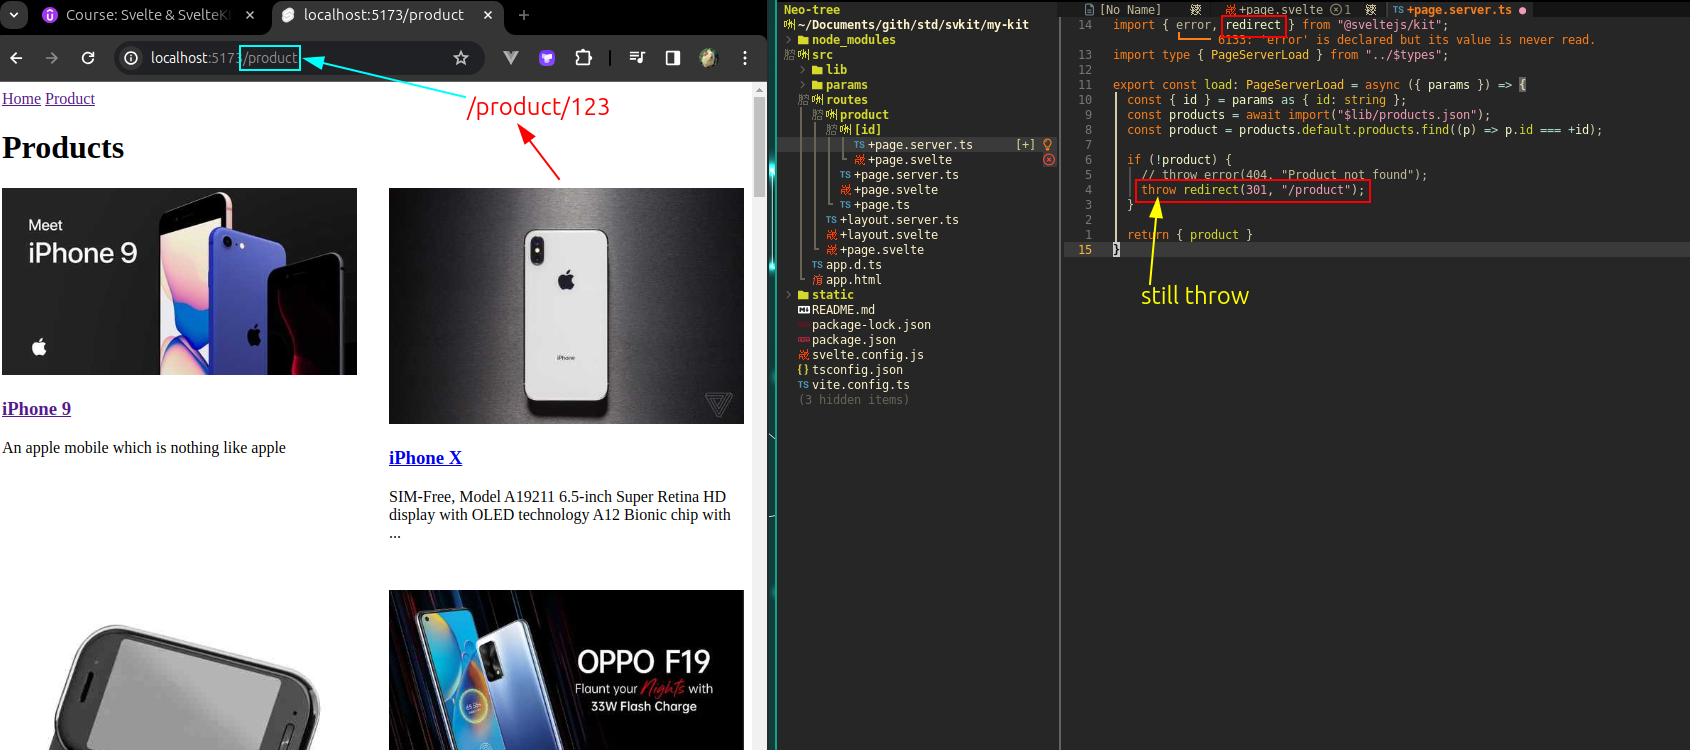 Course: Svelte & SvelteKi
localhost:5173/product
localhost:5173/product
/product/123
Home Product
Products
Meet
iPhone 9
iPhone
iPhone 9
An apple mobile which is nothing like apple
iPhone X
SIM-Free, Model A19211 6.5-inch Super Retina HD
display with OLED technology A12 Bionic chip with
...
OPPO F19
Flaunt your Nights with
33W Flash Charge
Neo-tree
~/Documents/gith/std/svkit/my-kit
node_modules
src
lib
params
routes
product
[id]
TS +page.server.ts [+]
+page.svelte
TS +page.server.ts
+page.svelte
TS +page.ts
TS +layout.server.ts
+layout.svelte
+page.svelte
TS app.d.ts
app.html
static
README.md
package-lock.json
package.json
svelte.config.js
{} tsconfig.json
TS vite.config.ts
(3 hidden items)
[No Name] +page.svelte 1 TS +page.server.ts
14 import { error, redirect } from "@sveltejs/kit";
6133: 'error' is declared but its value is never read.
13 import type { PageServerLoad } from "../$types";
12
11 export const load: PageServerLoad = async ({ params }) => {
10 const { id } = params as { id: string };
9 const products = await import("$lib/products.json");
8 const product = products.default.products.find((p) => p.id === +id);
7
6 if (!product) {
5 // throw error(404, "Product not found");
4 throw redirect(301, "/product");
3 }
2
1 return { product }
15 }
still throw